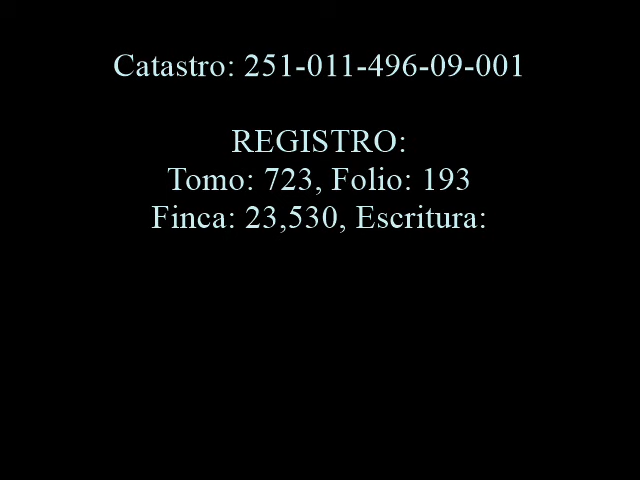 Catastro: 251-011-496-09-001
REGISTRO:
Tomo: 723, Folio: 193
Finca: 23,530, Escritura: